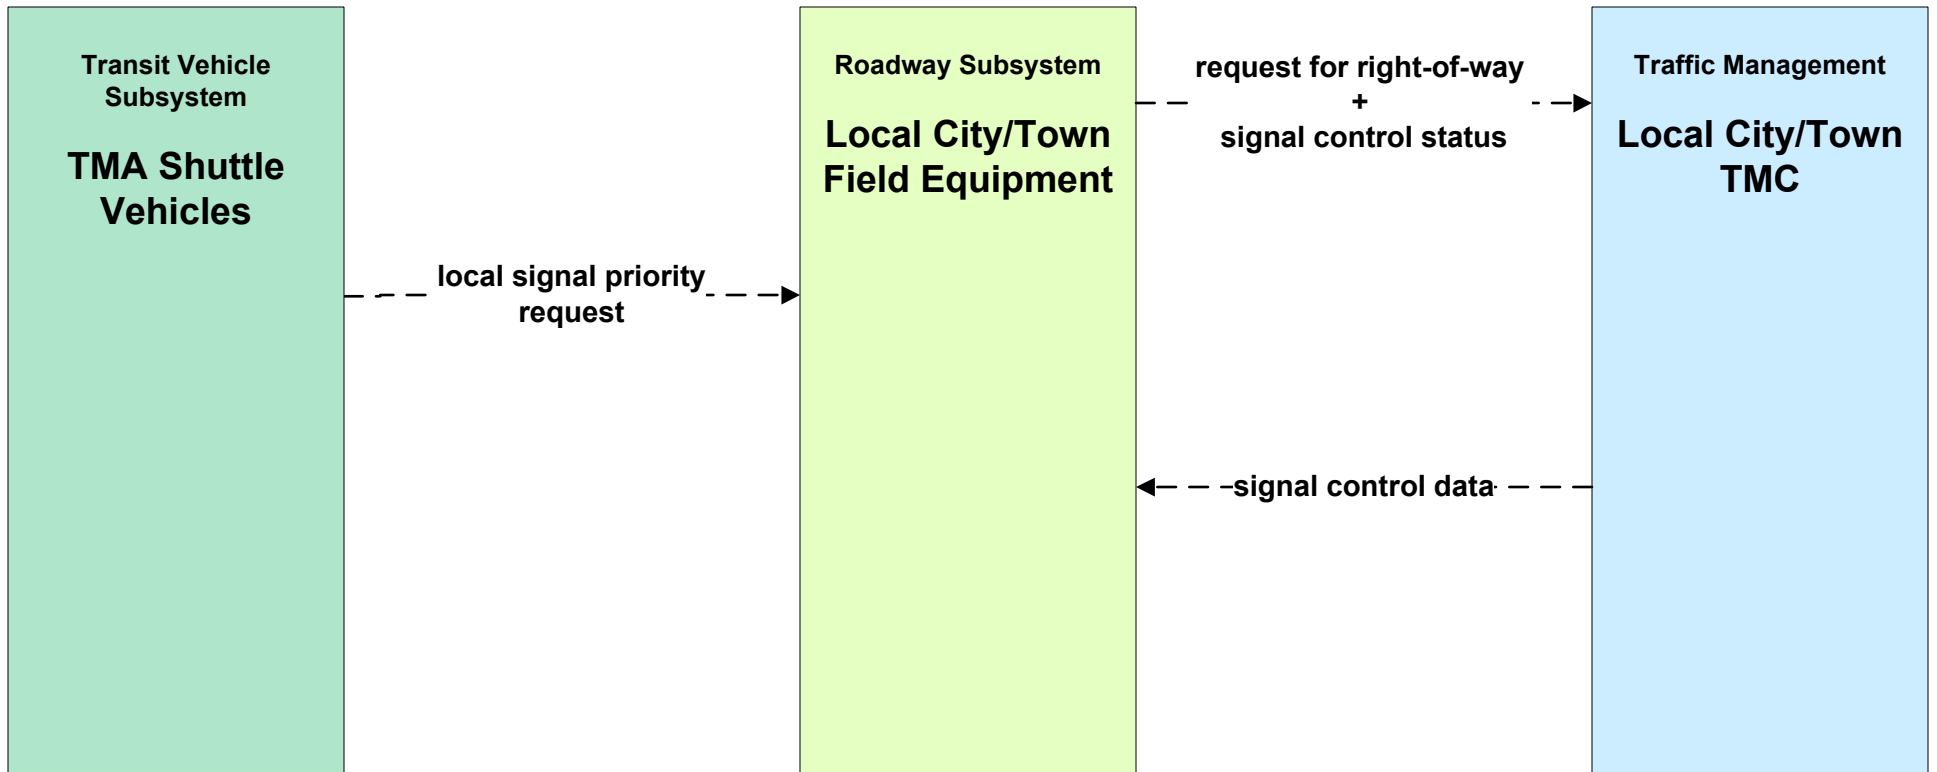 Transit Vehicle
Subsystem
TMA Shuttle
Vehicles
local signal priority
request
Roadway Subsystem
Local City/Town
Field Equipment
request for right-of-way
+
signal control status
signal control data
Traffic Management
Local City/Town
TMC